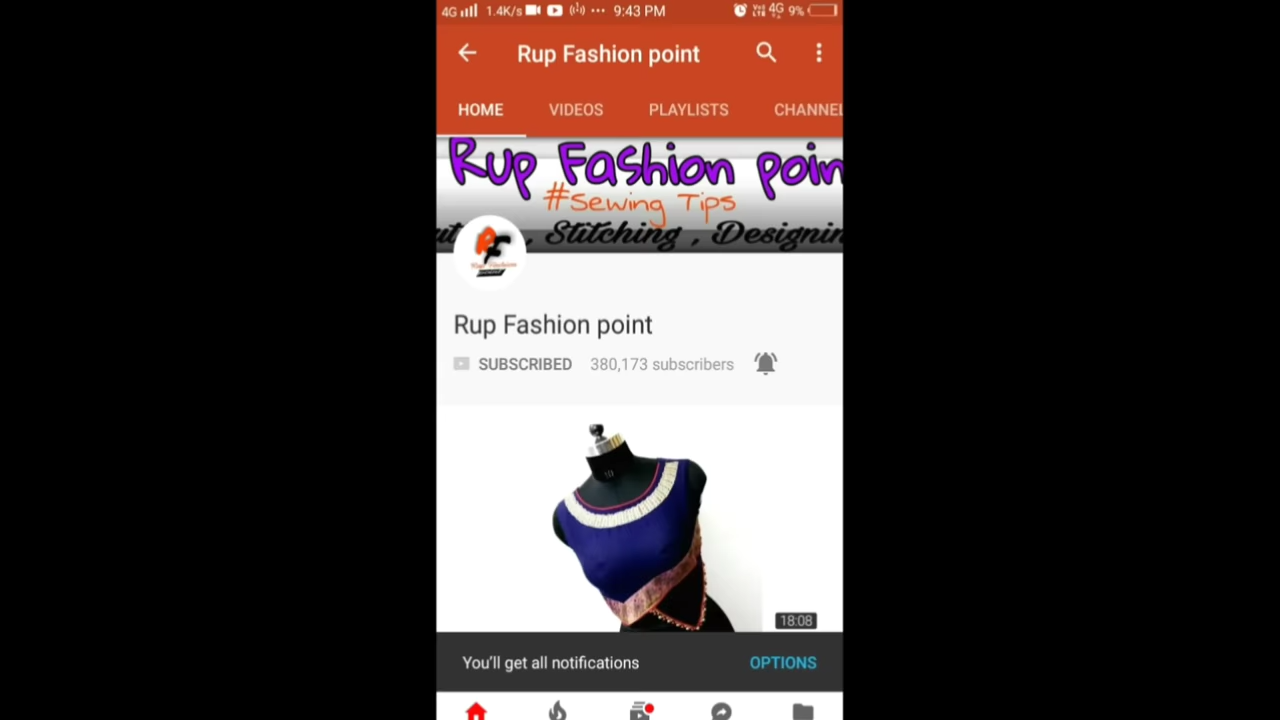 4G 1.4K/s 9:43 PM 4G 9%
Rup Fashion point
HOME VIDEOS PLAYLISTS CHANNEL
Rup Fashion poin
#Sewing Tips
, Stitching , Designin
Rup Fashion point
SUBSCRIBED 380,173 subscribers
10
18:08
You'll get all notifications OPTIONS